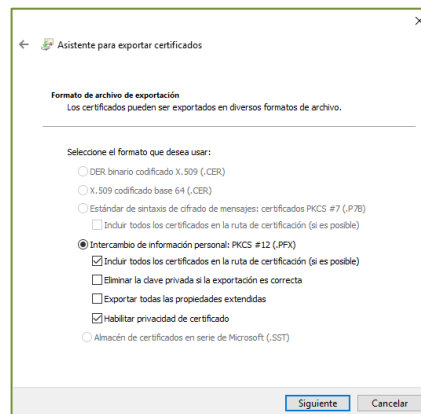 Asistente para exportar certificados
Formato de archivo de exportación
Los certificados pueden ser exportados en diversos formatos de archivo.
Seleccione el formato que desea usar:
DER binario codificado X.509 (.CER)
X.509 codificado base 64 (.CER)
Estándar de sintaxis de cifrado de mensajes: certificados PKCS #7 (.P7B)
Incluir todos los certificados en la ruta de certificación (si es posible)
Intercambio de información personal: PKCS #12 (.PFX)
Incluir todos los certificados en la ruta de certificación (si es posible)
Eliminar la clave privada si la exportación es correcta
Exportar todas las propiedades extendidas
Habilitar privacidad de certificado
Almacén de certificados en serie de Microsoft (.SST)
Siguiente Cancelar